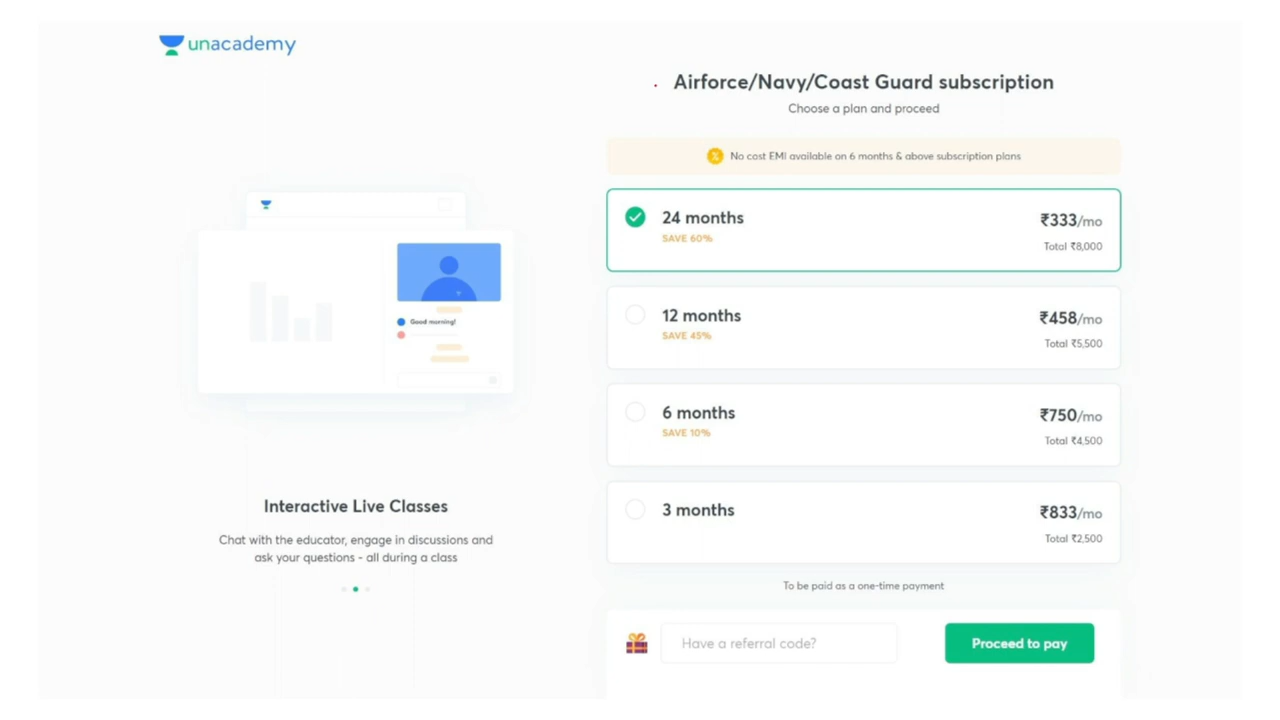 unacademy
Airforce/Navy/Coast Guard subscription
Choose a plan and proceed
No cost EMI available on 6 months & above subscription plans
24 months
SAVE 60%
₹333/mo
Total ₹8,000
12 months
SAVE 45%
₹458/mo
Total ₹5,500
6 months
SAVE 10%
₹750/mo
Total ₹4,500
3 months
₹833/mo
Total ₹2,500
To be paid as a one-time payment
Have a referral code?
Proceed to pay
Good morning!
Interactive Live Classes
Chat with the educator, engage in discussions and
ask your questions - all during a class